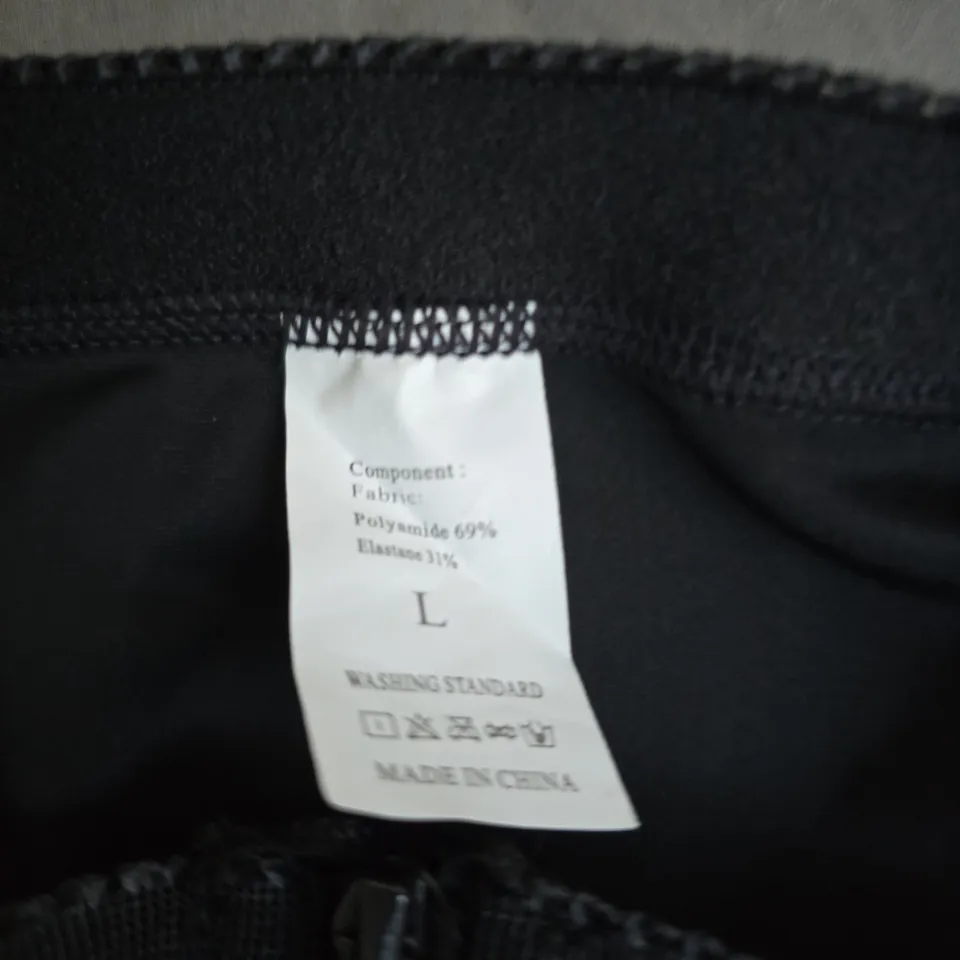 Component :
Fabric:
Polyamide 69%
Elastane 31%
L
WASHING STANDARD
MADE IN CHINA